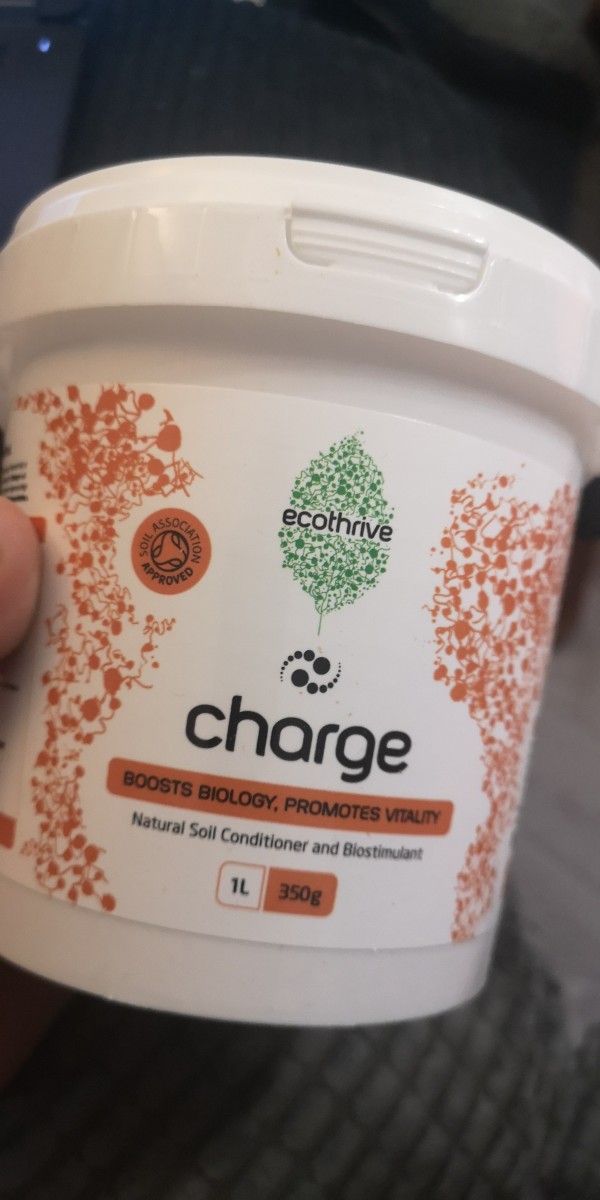 SOIL ASSOCIATION
APPROVED
ecothrive
charge
BOOSTS BIOLOGY, PROMOTES VITALITY
Natural Soil Conditioner and Biostimulant
1L 350g